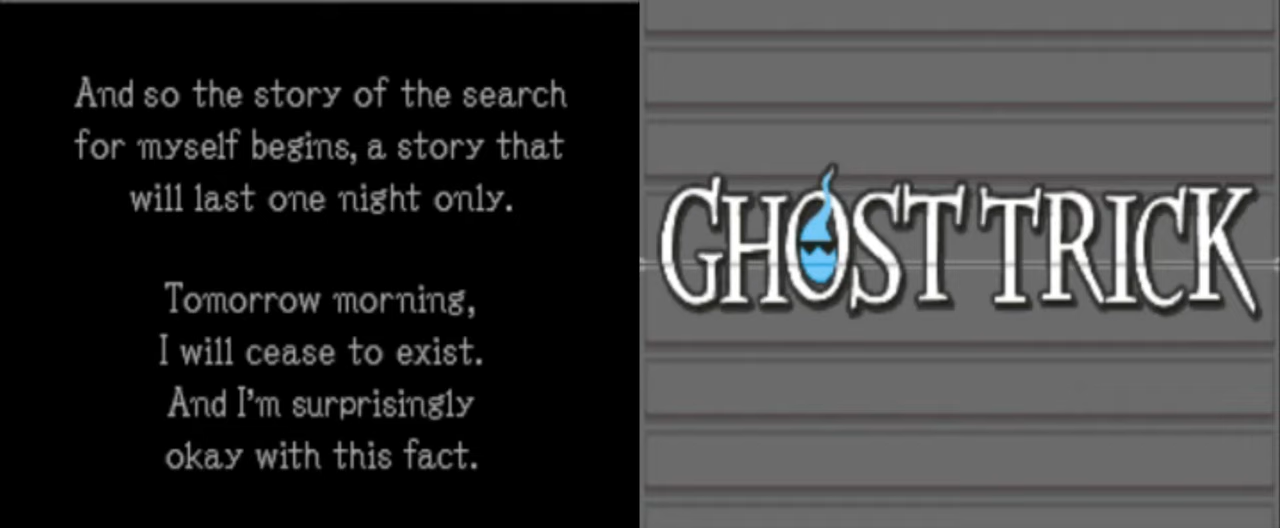 And so the story of the search
for myself begins, a story that
will last one night only.
Tomorrow morning,
I will cease to exist.
And I'm surprisingly
okay with this fact.
GHOST TRICK